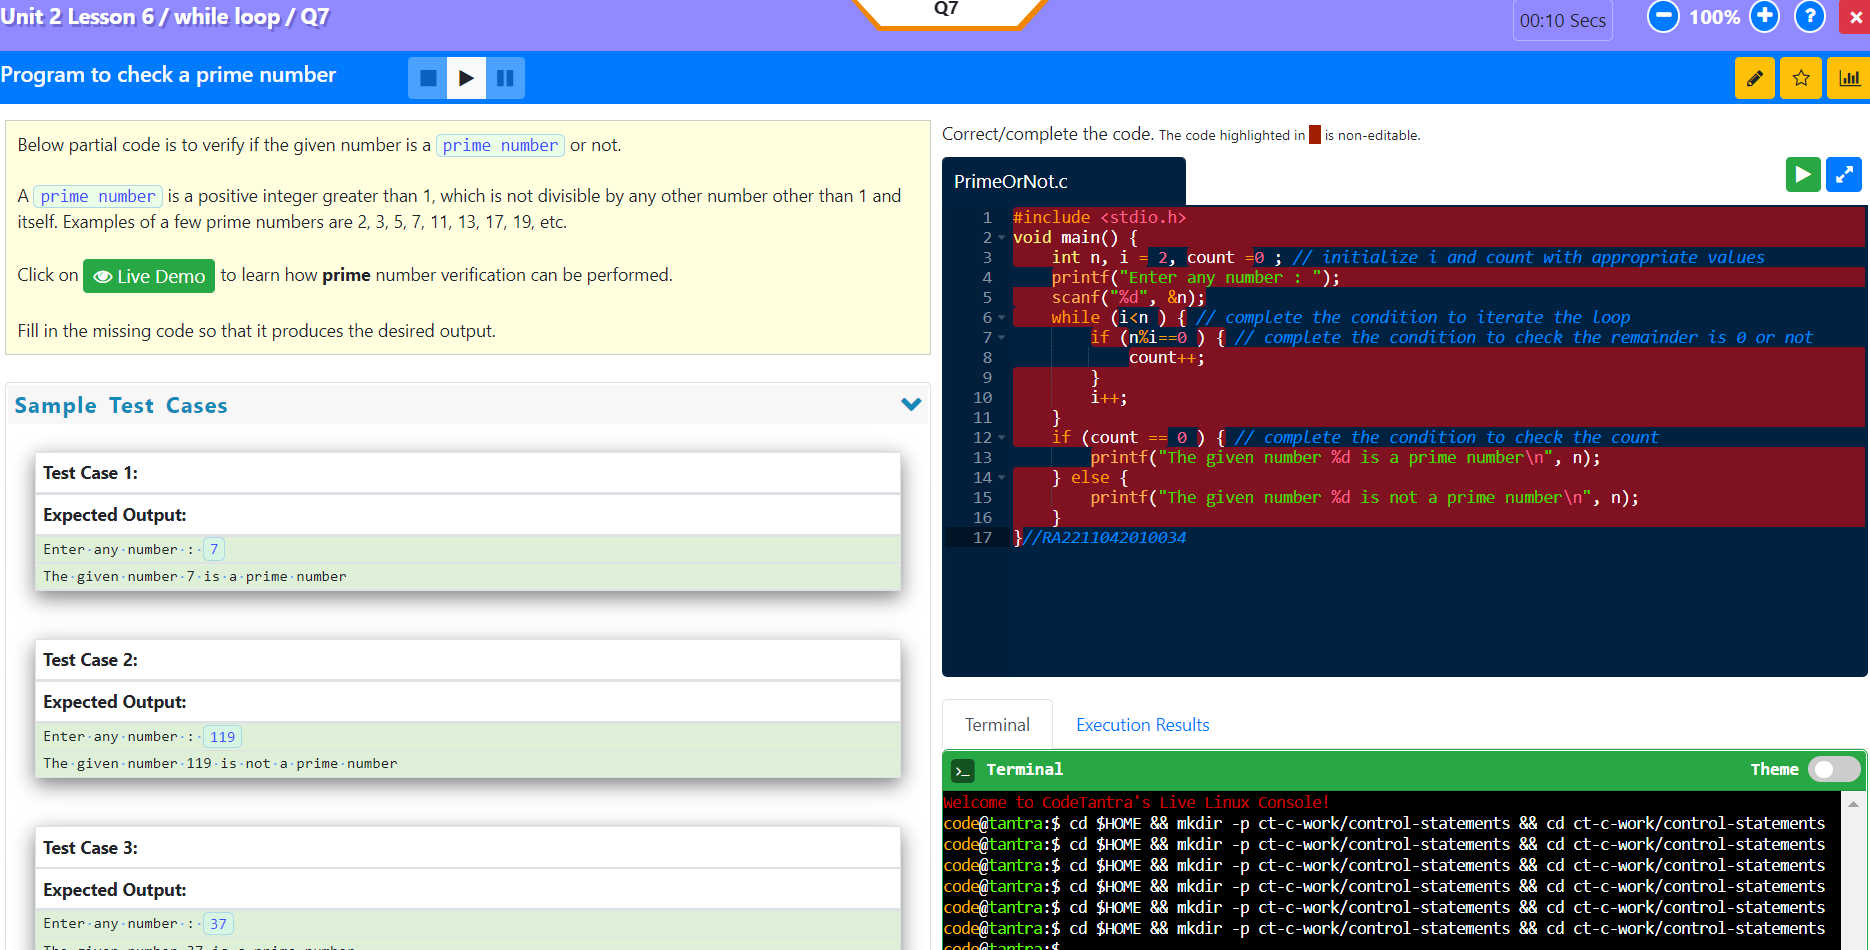 Unit 2 Lesson 6 / while loop / Q7
Q7
00:10 Secs
100%
?
Program to check a prime number
Below partial code is to verify if the given number is a prime number or not.
A prime number is a positive integer greater than 1, which is not divisible by any other number other than 1 and
itself. Examples of a few prime numbers are 2, 3, 5, 7, 11, 13, 17, 19, etc.
Click on Live Demo to learn how prime number verification can be performed.
Fill in the missing code so that it produces the desired output.
Sample Test Cases
Test Case 1:
Expected Output:
Enter·any·number·:· 7
The·given·number·7·is·a·prime·number
Test Case 2:
Expected Output:
Enter·any·number·:· 119
The·given·number·119·is·not·a·prime·number
Test Case 3:
Expected Output:
Enter·any·number·:· 37
The·given·number·37·is·a·prime·number
Correct/complete the code. The code highlighted in is non-editable.
PrimeOrNot.c
1 #include <stdio.h>
2 void main() {
3 int n, i = 2, count =0 ; // initialize i and count with appropriate values
4 printf("Enter any number : ");
5 scanf("%d", &n);
6 while (i<n ) { // complete the condition to iterate the loop
7 if (n%i==0 ) { // complete the condition to check the remainder is 0 or not
8 count++;
9 }
10 i++;
11 }
12 if (count == 0 ) { // complete the condition to check the count
13 printf("The given number %d is a prime number\n", n);
14 } else {
15 printf("The given number %d is not a prime number\n", n);
16 }
17 }//RA2211042010034
Terminal
Execution Results
>_ Terminal
Theme
Welcome to CodeTantra's Live Linux Console!
code@tantra:$ cd $HOME && mkdir -p ct-c-work/control-statements && cd ct-c-work/control-statements
code@tantra:$ cd $HOME && mkdir -p ct-c-work/control-statements && cd ct-c-work/control-statements
code@tantra:$ cd $HOME && mkdir -p ct-c-work/control-statements && cd ct-c-work/control-statements
code@tantra:$ cd $HOME && mkdir -p ct-c-work/control-statements && cd ct-c-work/control-statements
code@tantra:$ cd $HOME && mkdir -p ct-c-work/control-statements && cd ct-c-work/control-statements
code@tantra:$ cd $HOME && mkdir -p ct-c-work/control-statements && cd ct-c-work/control-statements
code@tantra:$